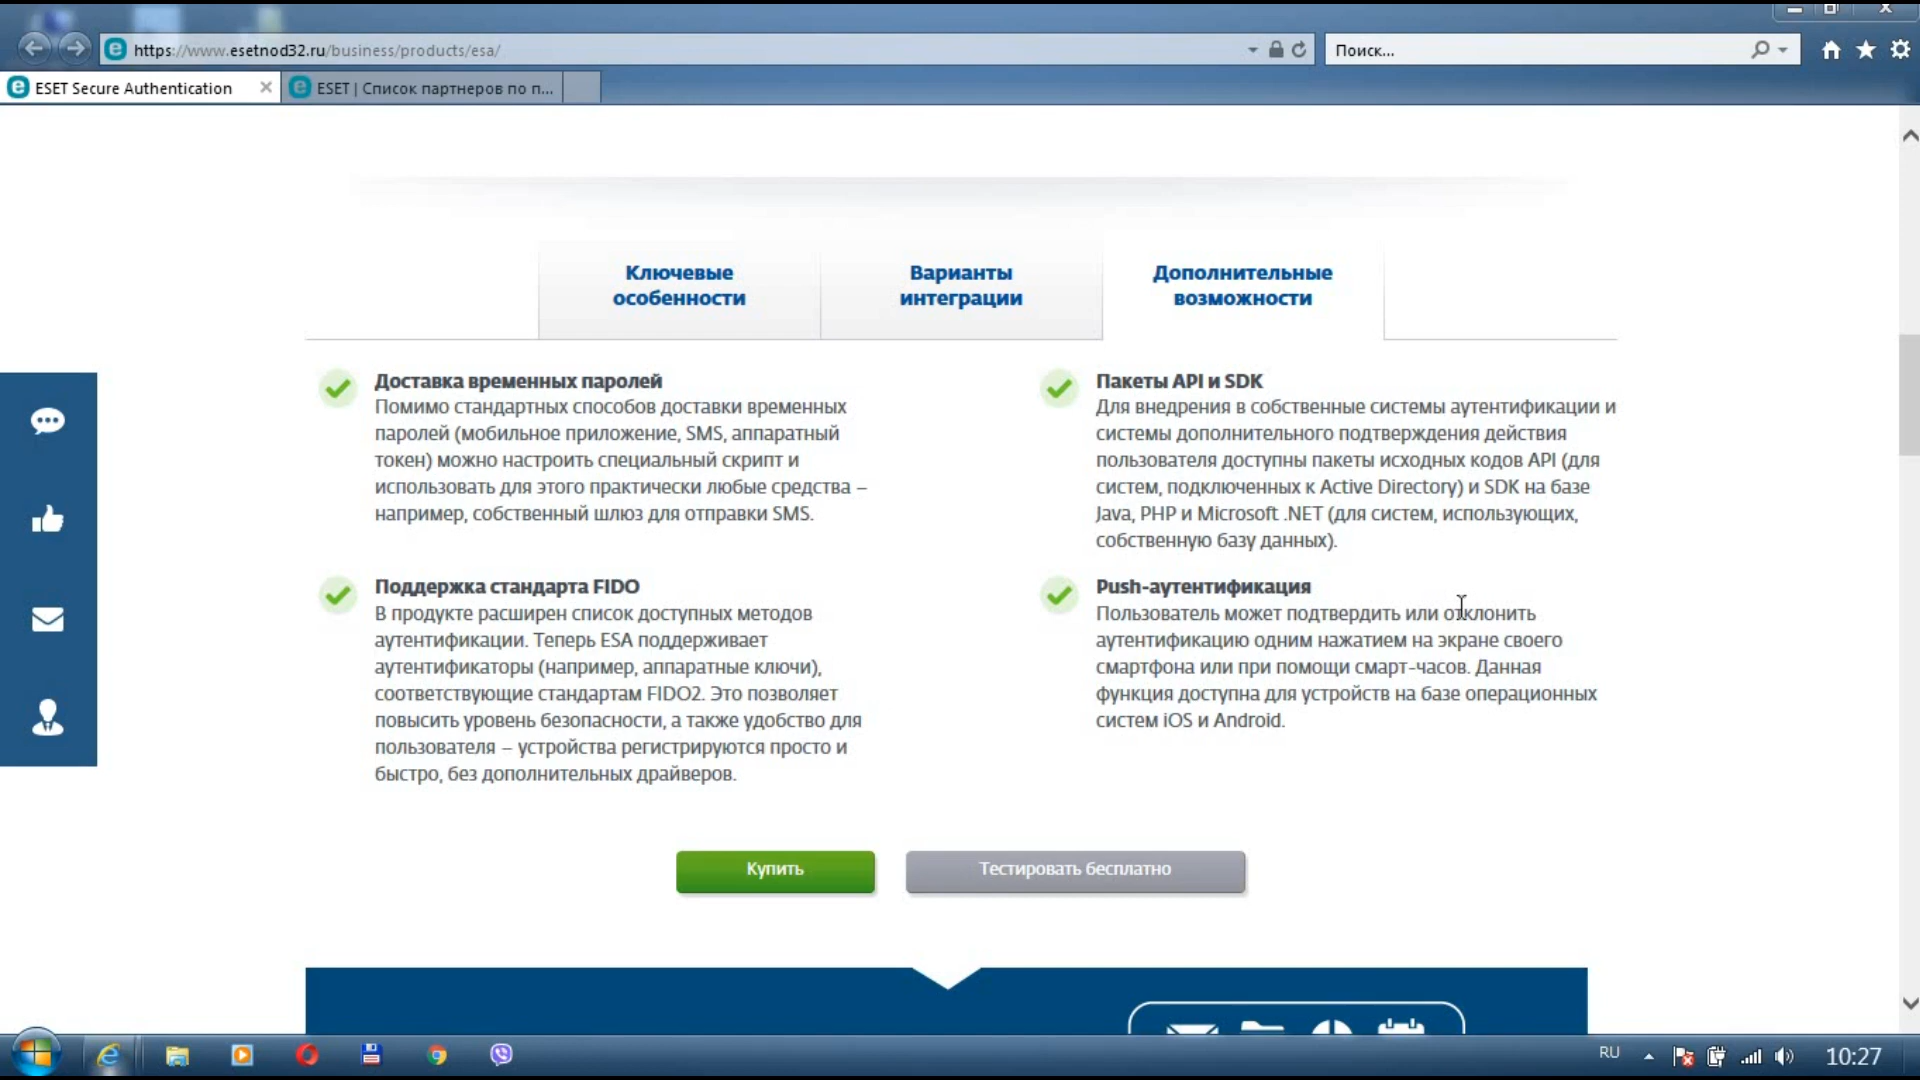 https://www.esetnod32.ru/business/products/esa/
Поиск...
ESET Secure Authentication
ESET | Список партнеров по п...
Ключевые
особенности
Варианты
интеграции
Дополнительные
возможности
Доставка временных паролей
Помимо стандартных способов доставки временных
паролей (мобильное приложение, SMS, аппаратный
токен) можно настроить специальный скрипт и
использовать для этого практически любые средства –
например, собственный шлюз для отправки SMS.
Пакеты API и SDK
Для внедрения в собственные системы аутентификации и
системы дополнительного подтверждения действия
пользователя доступны пакеты исходных кодов API (для
систем, подключенных к Active Directory) и SDK на базе
Java, PHP и Microsoft .NET (для систем, использующих,
собственную базу данных).
Поддержка стандарта FIDO
В продукте расширен список доступных методов
аутентификации. Теперь ESA поддерживает
аутентификаторы (например, аппаратные ключи),
соответствующие стандартам FIDO2. Это позволяет
повысить уровень безопасности, а также удобство для
пользователя – устройства регистрируются просто и
быстро, без дополнительных драйверов.
Push-аутентификация
Пользователь может подтвердить или отклонить
аутентификацию одним нажатием на экране своего
смартфона или при помощи смарт-часов. Данная
функция доступна для устройств на базе операционных
систем iOS и Android.
Купить
Тестировать бесплатно
RU
10:27